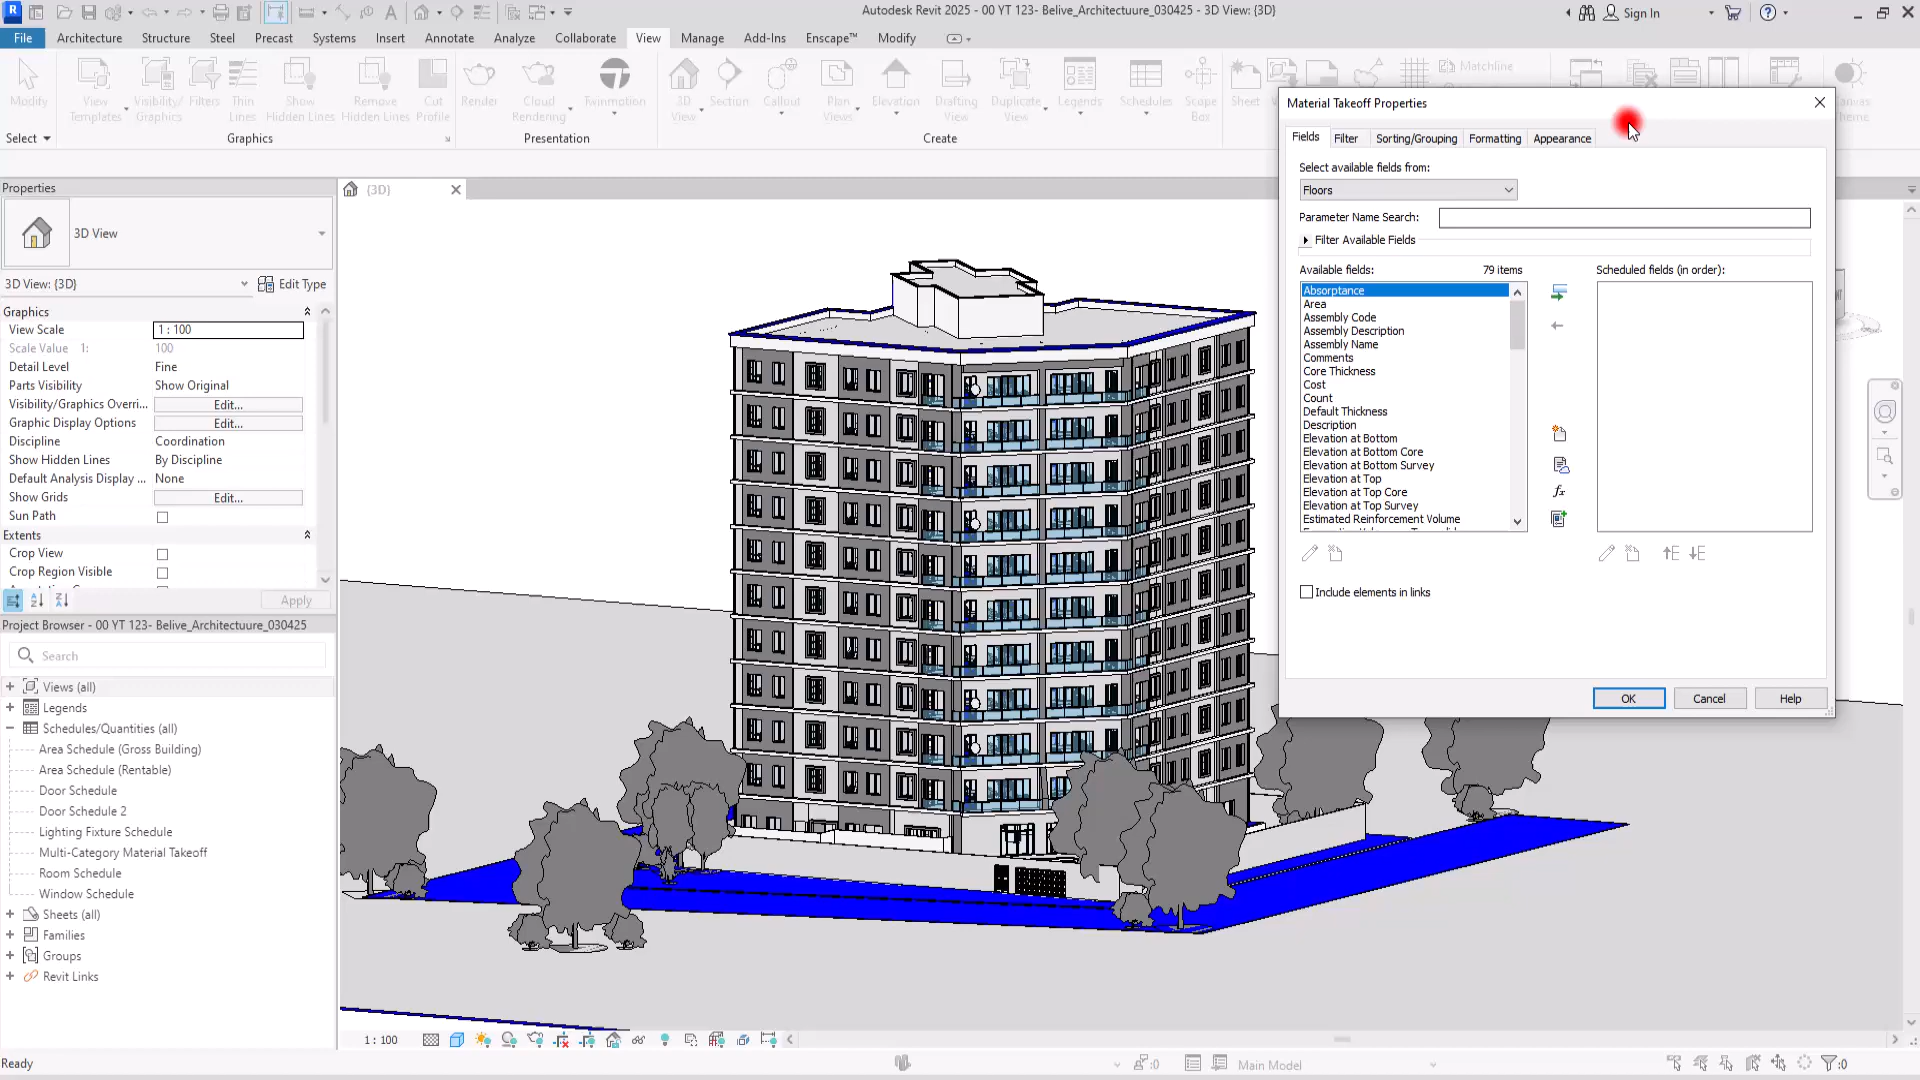 Autodesk Revit 2025 - 00 YT 123- Belive_Architectuure_030425 - 3D View: {3D}
Sign In
File Architecture Structure Steel Precast Systems Insert Annotate Analyze Collaborate View Manage Add-Ins Enscape™ Modify
Modify
View Templates
Visibility/ Graphics
Filters
Thin Lines
Show Hidden Lines
Remove Hidden Lines
Cut Profile
Render
Cloud Rendering
Twinmotion
3D View
Section
Callout
Plan Views
Elevation
Drafting View
Duplicate View
Legends
Schedules
Scope Box
Sheet
Matchline
Select
Graphics
Presentation
Create
Properties
3D View
3D View: {3D}
Edit Type
Graphics
View Scale 1 : 100
Scale Value 1: 100
Detail Level Fine
Parts Visibility Show Original
Visibility/Graphics Overri... Edit...
Graphic Display Options Edit...
Discipline Coordination
Show Hidden Lines By Discipline
Default Analysis Display ... None
Show Grids Edit...
Sun Path
Extents
Crop View
Crop Region Visible
Apply
Project Browser - 00 YT 123- Belive_Architectuure_030425
Search
Views (all)
Legends
Schedules/Quantities (all)
Area Schedule (Gross Building)
Area Schedule (Rentable)
Door Schedule
Door Schedule 2
Lighting Fixture Schedule
Multi-Category Material Takeoff
Room Schedule
Window Schedule
Sheets (all)
Families
Groups
Revit Links
{3D}
Material Takeoff Properties
Fields Filter Sorting/Grouping Formatting Appearance
Select available fields from:
Floors
Parameter Name Search:
Filter Available Fields
Available fields: 79 items
Scheduled fields (in order):
Absorptance
Area
Assembly Code
Assembly Description
Assembly Name
Comments
Core Thickness
Cost
Count
Default Thickness
Description
Elevation at Bottom
Elevation at Bottom Core
Elevation at Bottom Survey
Elevation at Top
Elevation at Top Core
Elevation at Top Survey
Estimated Reinforcement Volume
fx
Include elements in links
OK Cancel Help
1 : 100
Ready
:0
Main Model
:0